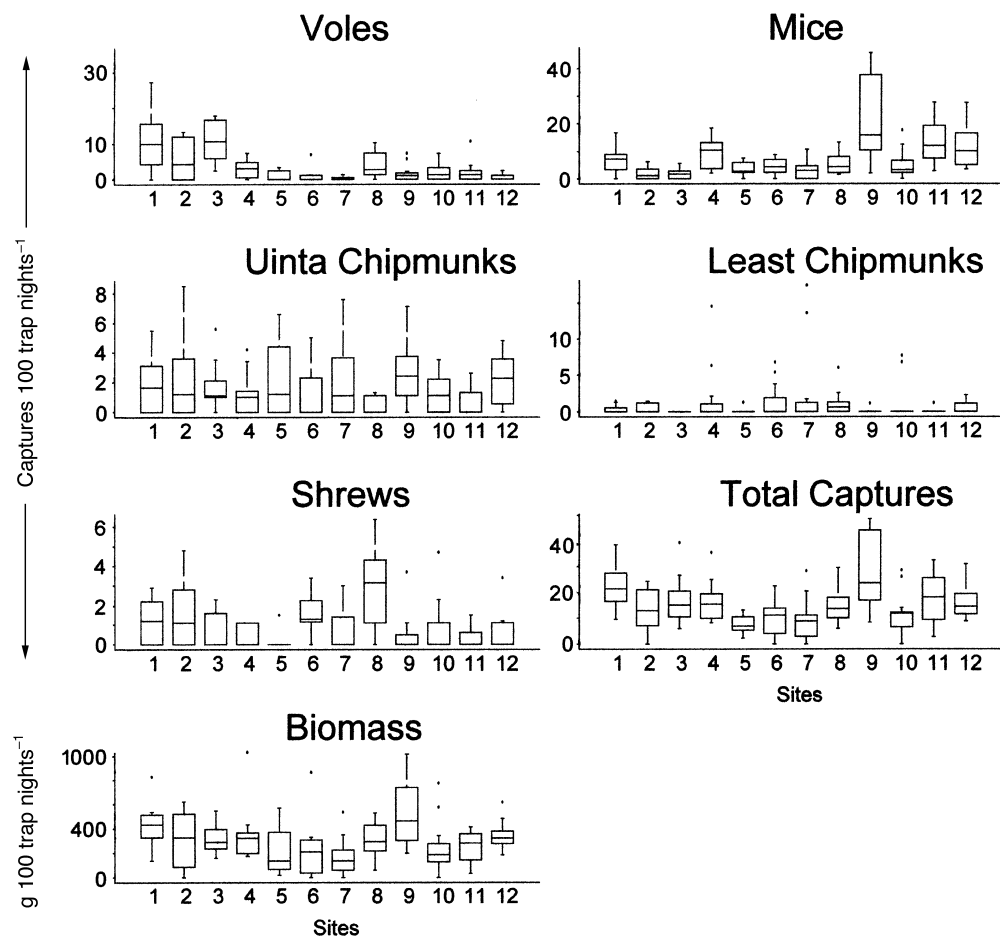 Voles
Mice
30
10
0
1 2 3 4 5 6 7 8 9 10 11 12
40
20
0
1 2 3 4 5 6 7 8 9 10 11 12
Captures 100 trap nights⁻¹
Uinta Chipmunks
Least Chipmunks
8
6
4
2
0
1 2 3 4 5 6 7 8 9 10 11 12
10
5
0
1 2 3 4 5 6 7 8 9 10 11 12
Shrews
Total Captures
6
4
2
0
1 2 3 4 5 6 7 8 9 10 11 12
40
20
0
1 2 3 4 5 6 7 8 9 10 11 12
Sites
Biomass
g 100 trap nights⁻¹
1000
400
0
1 2 3 4 5 6 7 8 9 10 11 12
Sites